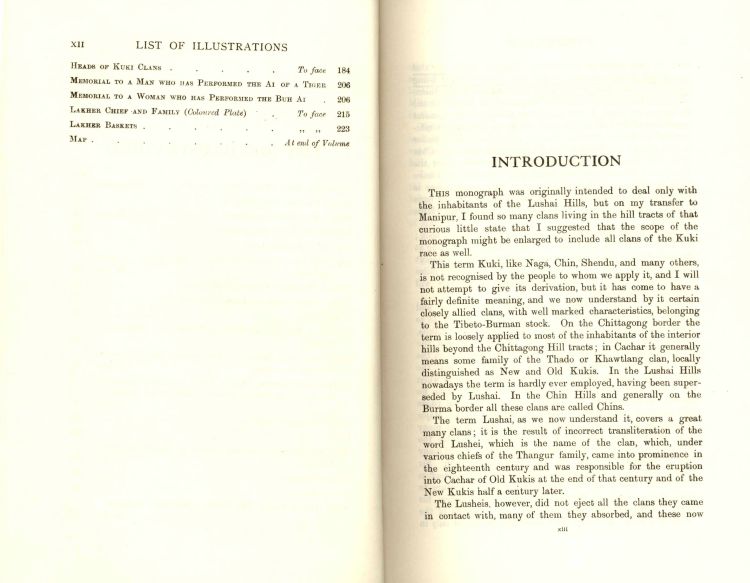 XII LIST OF ILLUSTRATIONS
HEADS OF KUKI CLANS . . . . . To face 184
MEMORIAL TO A MAN WHO HAS PERFORMED THE AI OF A TIGER 206
MEMORIAL TO A WOMAN WHO HAS PERFORMED THE BUH AI . 206
LAKHER CHIEF AND FAMILY (Coloured Plate) . To face 215
LAKHER BASKETS . . . . . . „ „ 223
MAP . . . . . . . At end of Volume
INTRODUCTION
THIS monograph was originally intended to deal only with
the inhabitants of the Lushai Hills, but on my transfer to
Manipur, I found so many clans living in the hill tracts of that
curious little state that I suggested that the scope of the
monograph might be enlarged to include all clans of the Kuki
race as well.
This term Kuki, like Naga, Chin, Shendu, and many others,
is not recognised by the people to whom we apply it, and I will
not attempt to give its derivation, but it has come to have a
fairly definite meaning, and we now understand by it certain
closely allied clans, with well marked characteristics, belonging
to the Tibeto-Burman stock. On the Chittagong border the
term is loosely applied to most of the inhabitants of the interior
hills beyond the Chittagong Hill tracts; in Cachar it generally
means some family of the Thado or Khawtlang clan, locally
distinguished as New and Old Kukis. In the Lushai Hills
nowadays the term is hardly ever employed, having been super-
seded by Lushai. In the Chin Hills and generally on the
Burma border all these clans are called Chins.
The term Lushai, as we now understand it, covers a great
many clans; it is the result of incorrect transliteration of the
word Lushei, which is the name of the clan, which, under
various chiefs of the Thangur family, came into prominence in
the eighteenth century and was responsible for the eruption
into Cachar of Old Kukis at the end of that century and of the
New Kukis half a century later.
The Lusheis, however, did not eject all the clans they came
in contact with, many of them they absorbed, and these now
xiii